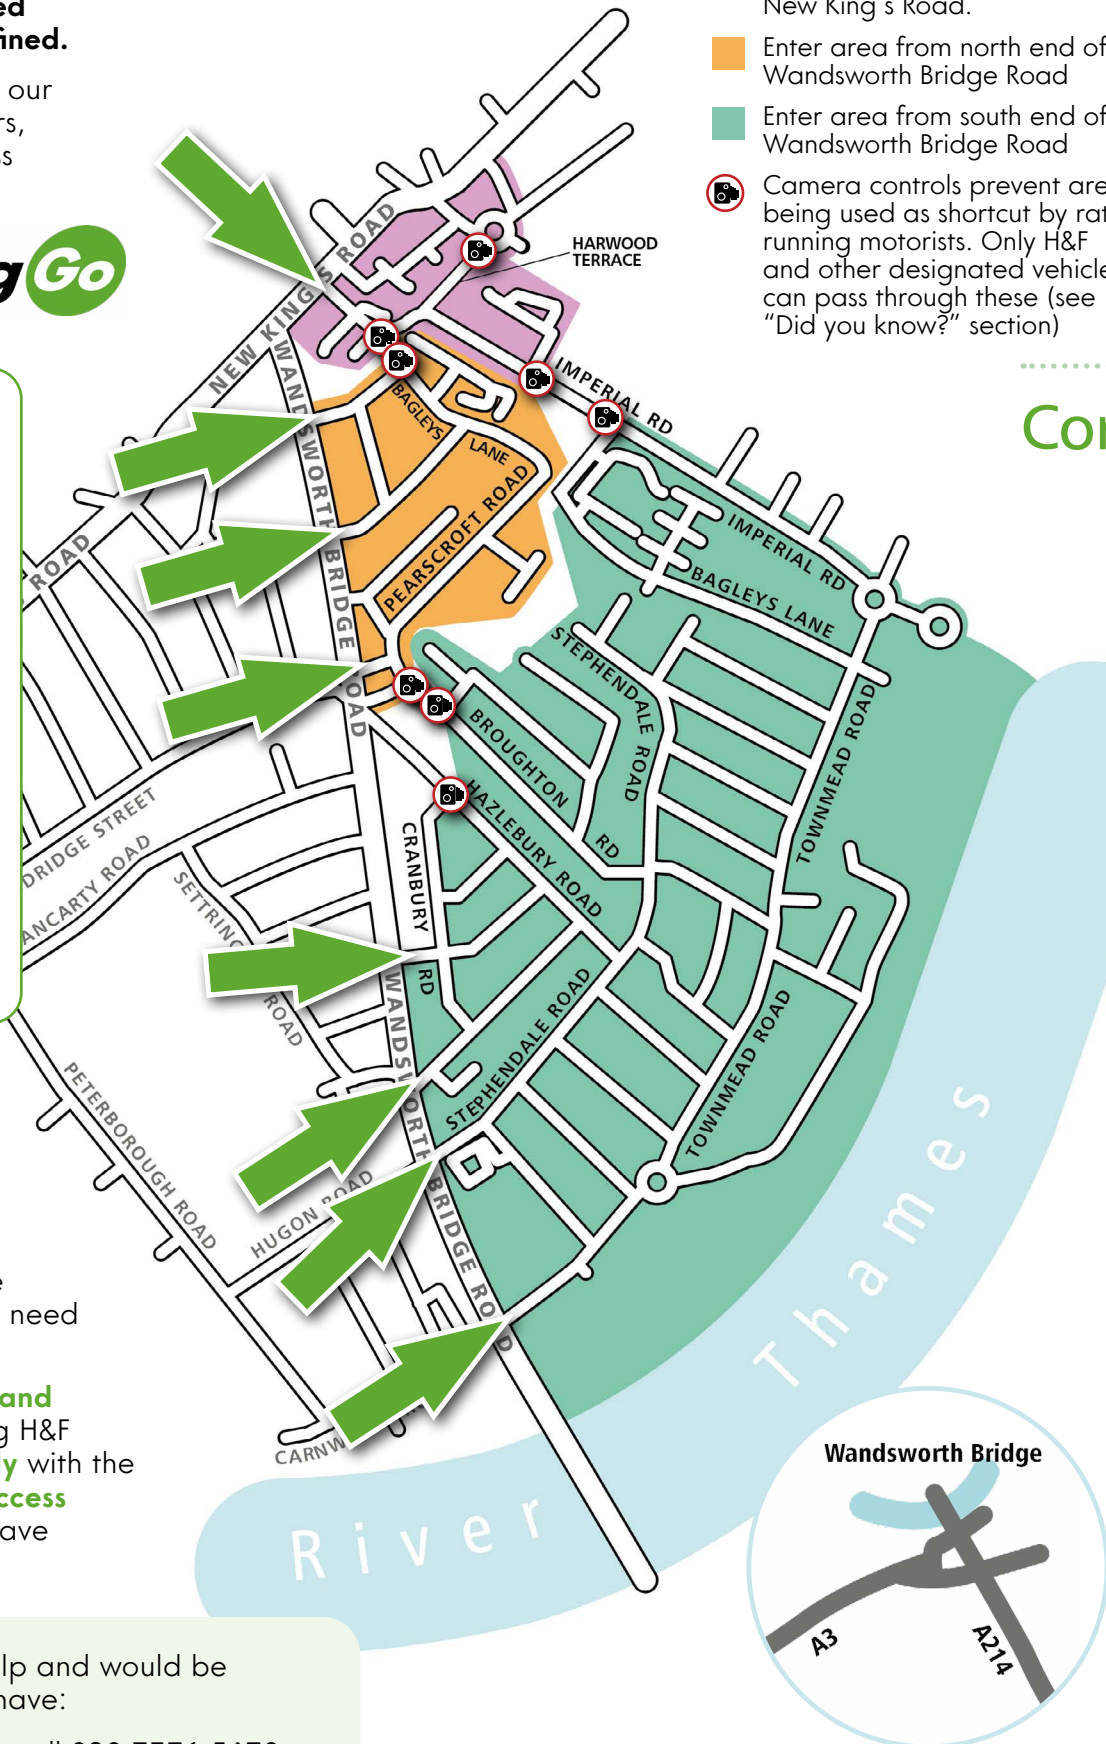 ed
fined.
our
rs,
ss
g Go
New King's Road.
Enter area from north end of
Wandsworth Bridge Road
Enter area from south end of
Wandsworth Bridge Road
Camera controls prevent are
being used as shortcut by rat
running motorists. Only H&F
and other designated vehicle
can pass through these (see
"Did you know?" section)
Con
HARWOOD
TERRACE
NEW KING'S ROAD
WANDSWORTH BRIDGE ROAD
IMPERIAL RD
BAGLEYS
LANE
PEARSCROFT ROAD
ROAD
IMPERIAL RD
BAGLEYS LANE
STEPHENDALE ROAD
TOWNMEAD ROAD
BROUGHTON
RD
HAZLEBURY ROAD
CRANBURY
RD
DRIDGE STREET
ANCARTY ROAD
SETTRING
ROAD
WANDSWORTH BRIDGE ROAD
STEPHENDALE ROAD
TOWNMEAD ROAD
PETERBOROUGH ROAD
HUGON ROAD
CARNW
River Thames
e
need
and
g H&F
ly with the
ccess
ave
Wandsworth Bridge
A3
A214
lp and would be
have: